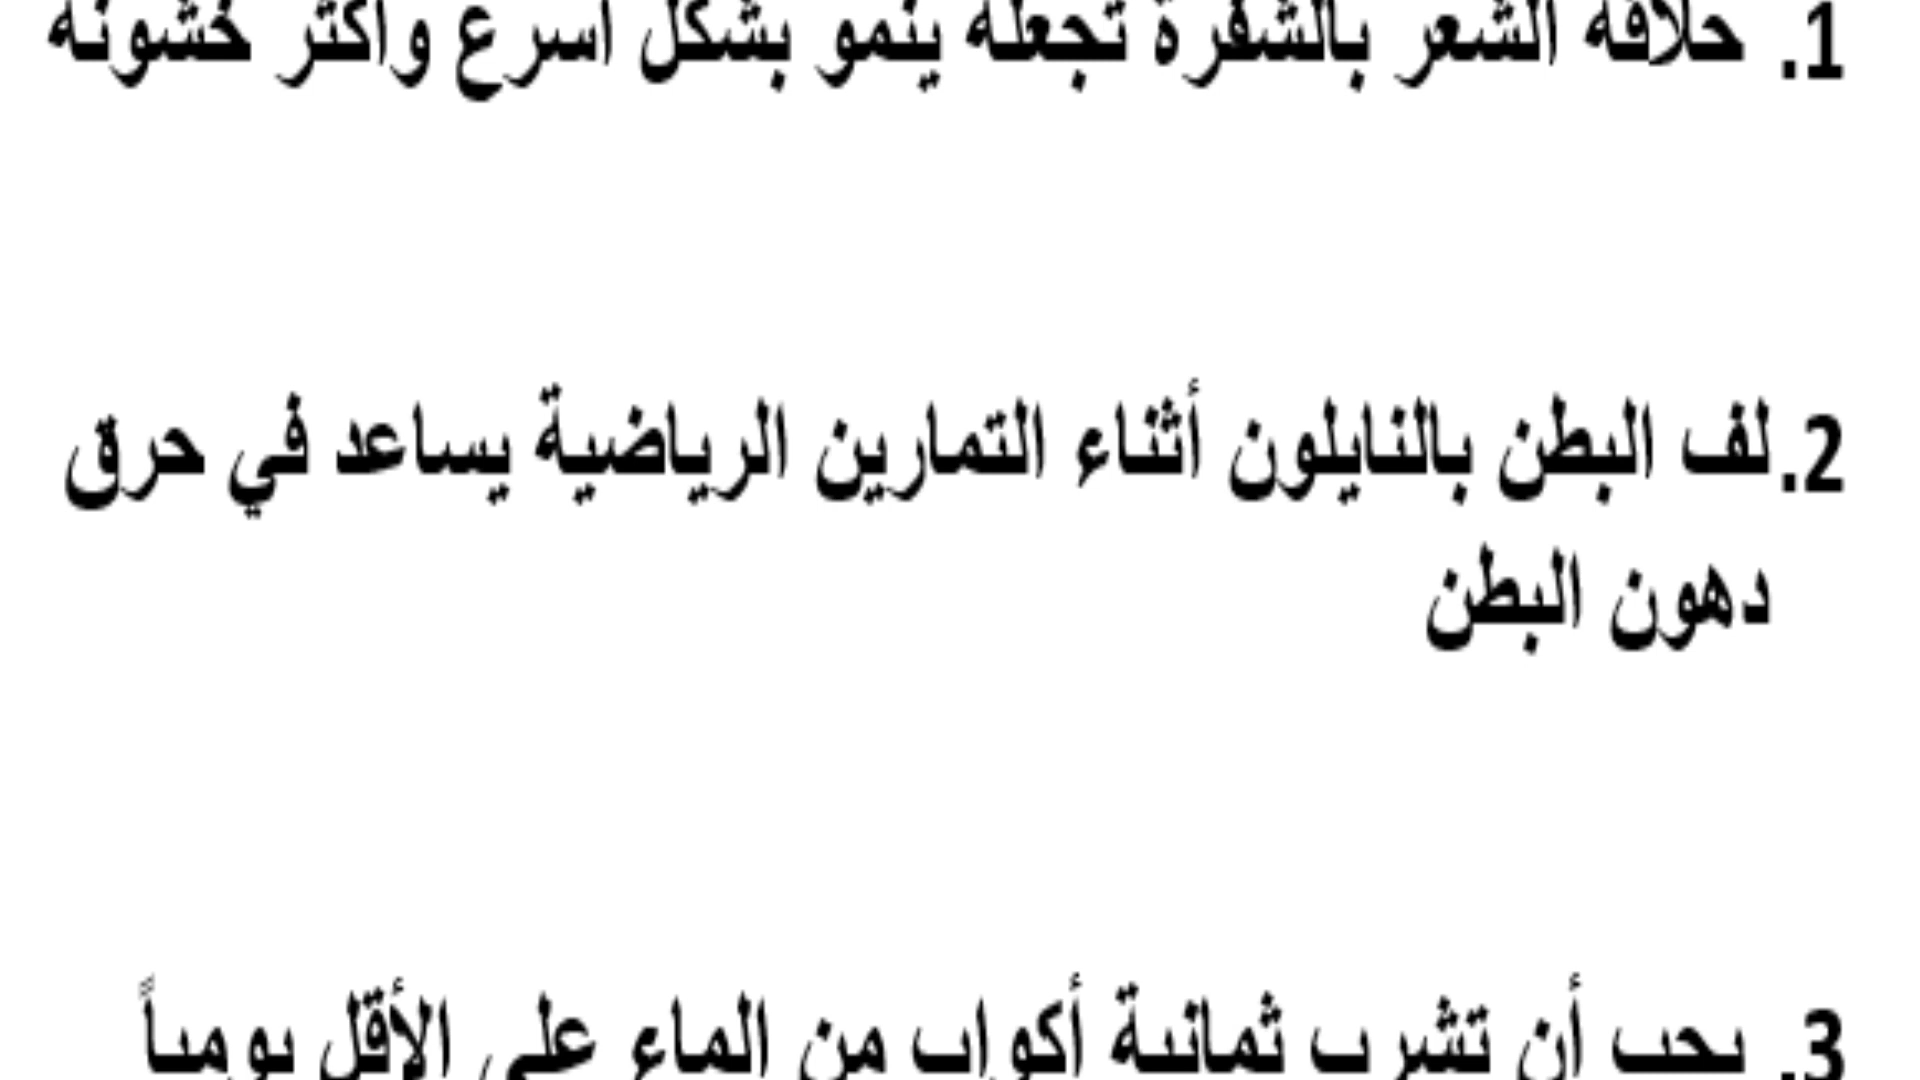 1. حلاقة الشعر بالشفرة تجعله ينمو بشكل أسرع وأكثر خشونة
2. لف البطن بالنايلون أثناء التمارين الرياضية يساعد في حرق
دهون البطن
3. يجب أن تشرب ثمانية أكواب من الماء على الأقل يومياً